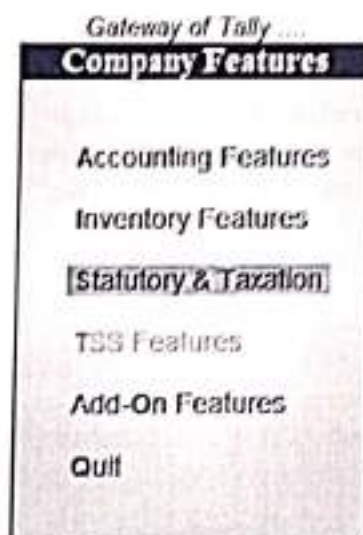 Gateway of Tally ....
Company Features
Accounting Features
Inventory Features
Statutory & Taxation
TSS Features
Add-On Features
Quit